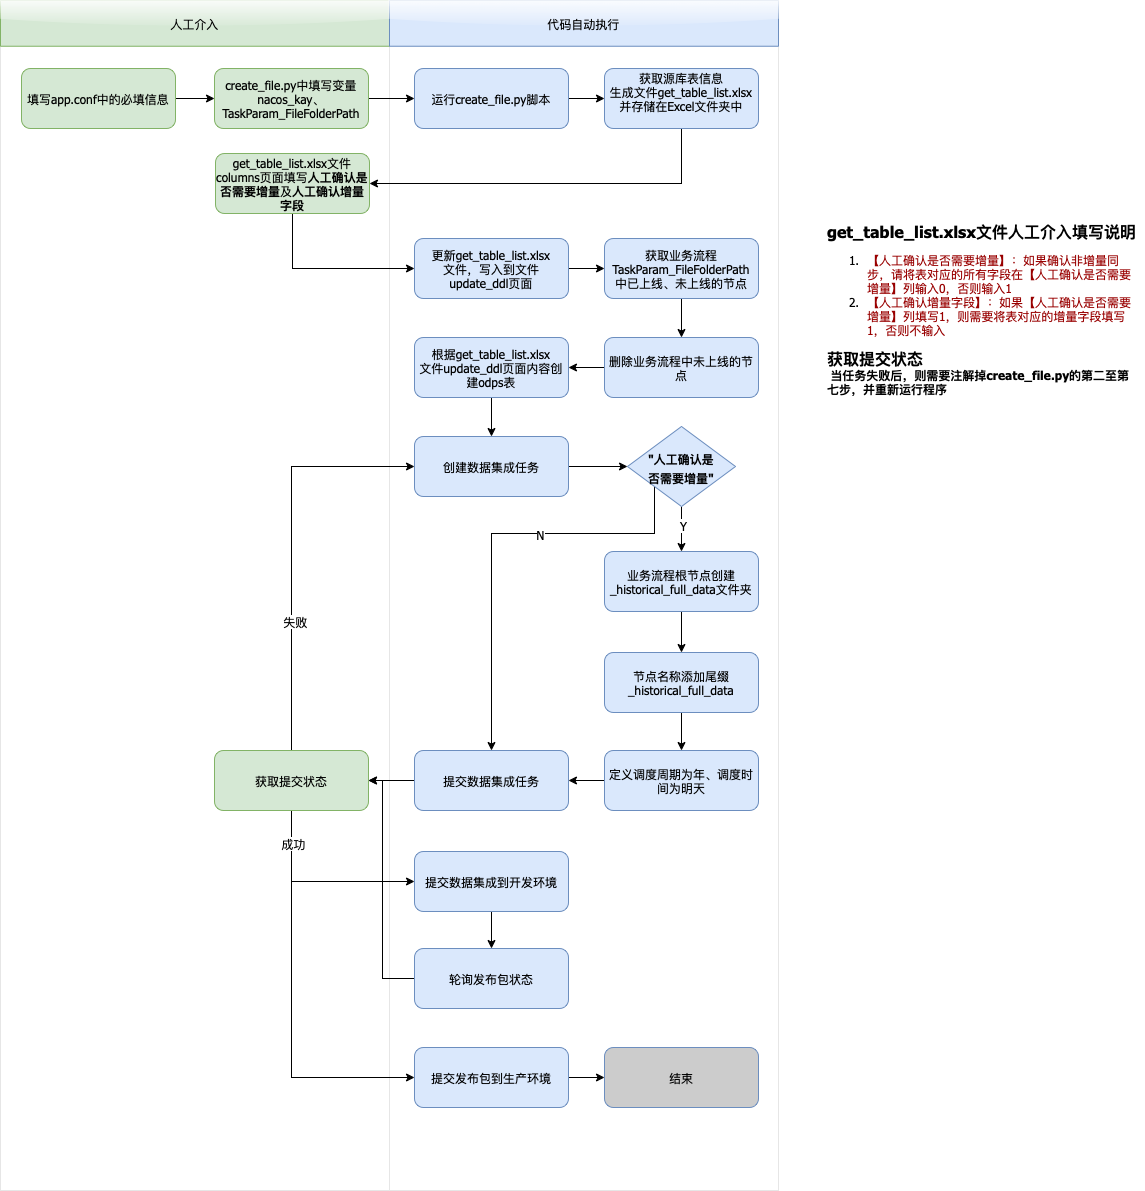 人工介入
代码自动执行
填写app.conf中的必填信息
create_file.py中填写变量
nacos_kay、
TaskParam_FileFolderPath
运行create_file.py脚本
获取源库表信息
生成文件get_table_list.xlsx
并存储在Excel文件夹中
get_table_list.xlsx文件
columns页面填写人工确认是
否需要增量及人工确认增量
字段
更新get_table_list.xlsx
文件，写入到文件
update_ddl页面
获取业务流程
TaskParam_FileFolderPath
中已上线、未上线的节点
根据get_table_list.xlsx
文件update_ddl页面内容创
建odps表
删除业务流程中未上线的节
点
创建数据集成任务
"人工确认是
否需要增量"
N
Y
业务流程根节点创建
_historical_full_data文件夹
失败
节点名称添加尾缀
_historical_full_data
获取提交状态
提交数据集成任务
定义调度周期为年、调度时
间为明天
成功
提交数据集成到开发环境
轮询发布包状态
提交发布包到生产环境
结束
get_table_list.xlsx文件人工介入填写说明
1. 【人工确认是否需要增量】：如果确认非增量同
步，请将表对应的所有字段在【人工确认是否需要
增量】列输入0，否则输入1
2. 【人工确认增量字段】：如果【人工确认是否需要
增量】列填写1，则需要将表对应的增量字段填写
1，否则不输入
获取提交状态
当任务失败后，则需要注解掉create_file.py的第二至第
七步，并重新运行程序